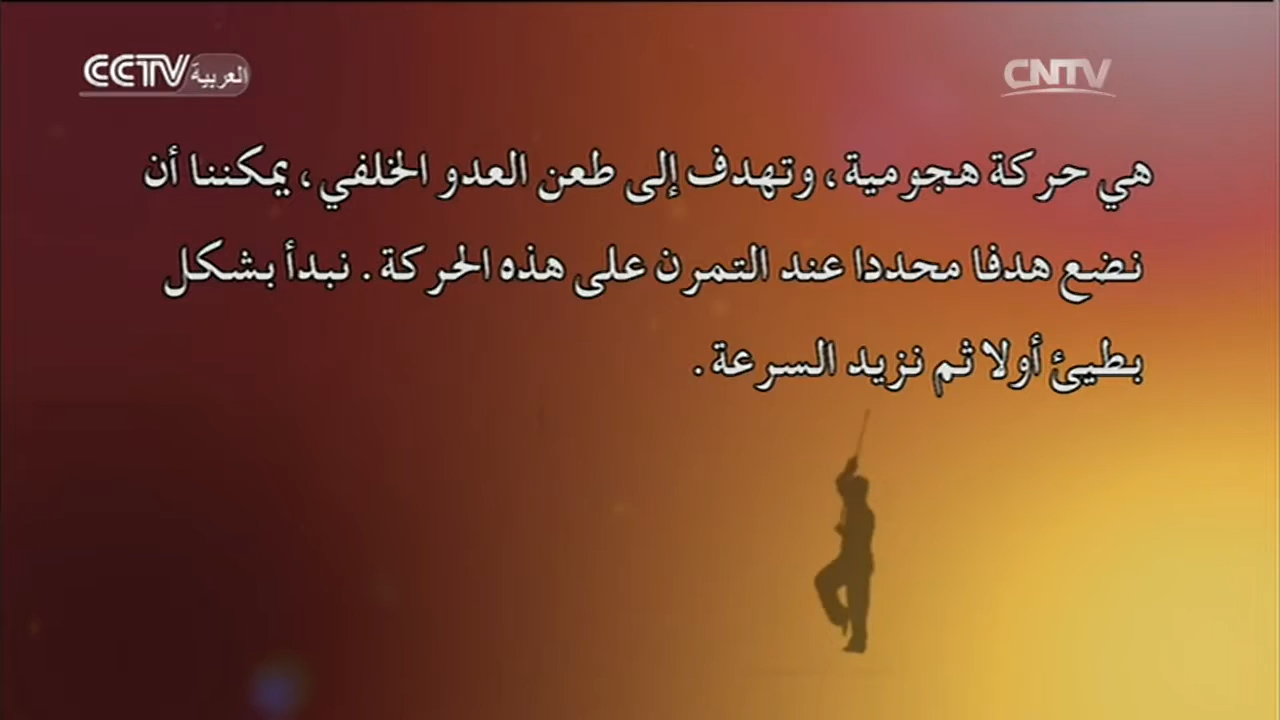 CCTV العربية
CNTV
هي حركة هجومية، وتهدف إلى طعن العدو الخلفي، يمكننا أن
نضع هدفا محددا عند التمرن على هذه الحركة. نبدأ بشكل
بطيئ أولا ثم نزيد السرعة.